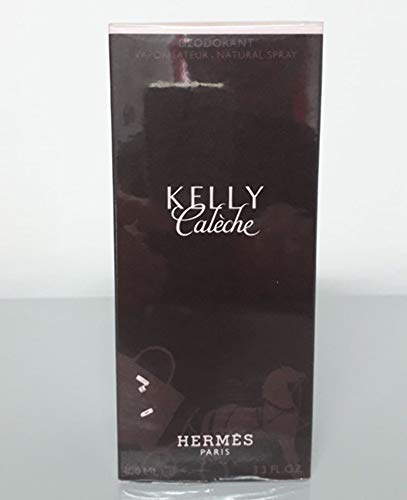 DEODORANT
VAPORISATEUR . NATURAL SPRAY
KELLY
Calèche
HERMÈS
PARIS
100 ML 3.3 FL.OZ